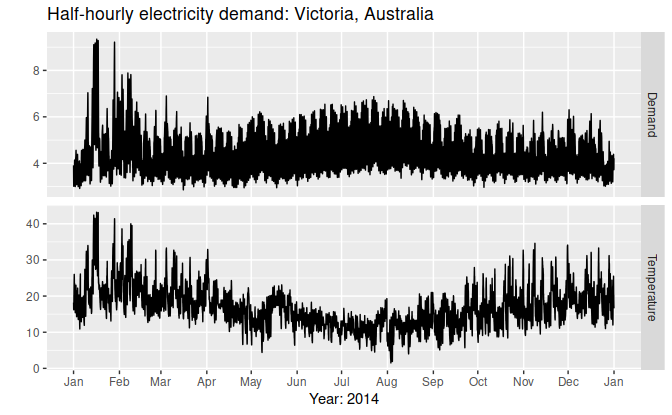 Half-hourly electricity demand: Victoria, Australia
8
6
4
Demand
40
30
20
10
0
Temperature
Jan Feb Mar Apr May Jun Jul Aug Sep Oct Nov Dec Jan
Year: 2014